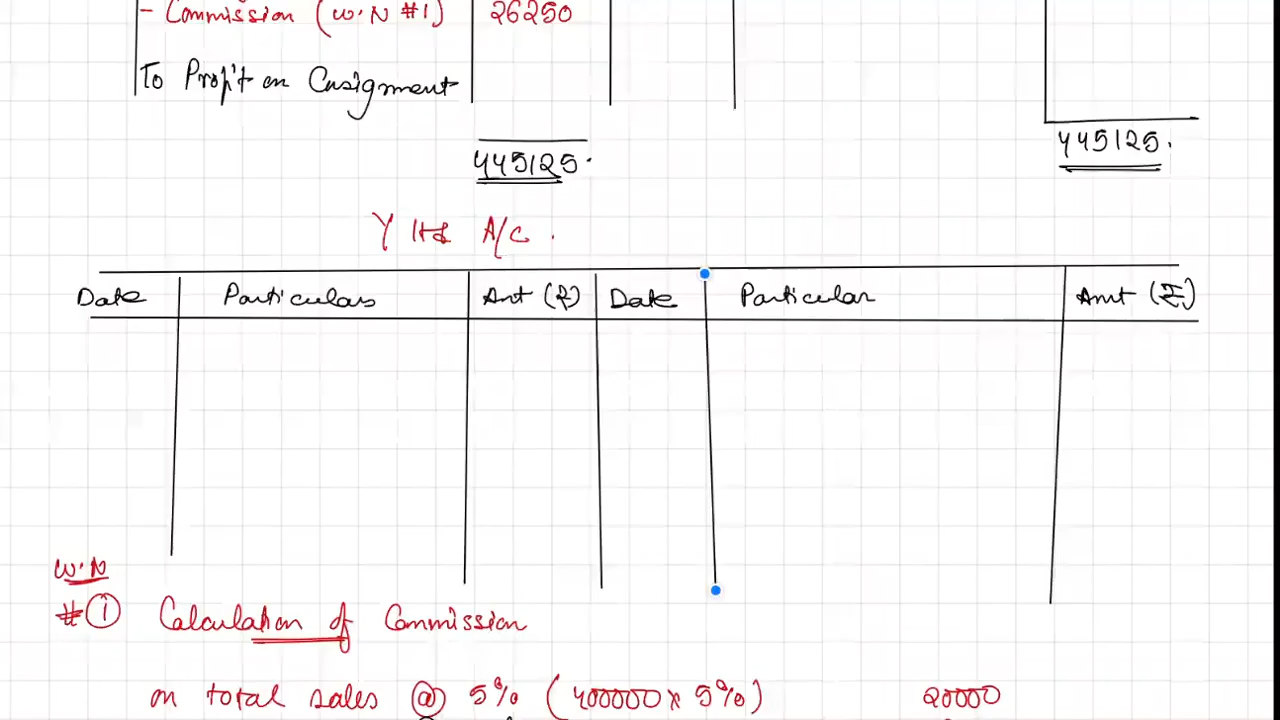 - Commission (W.N #1) 26250
To Profit on Cosignment
445125. 445125.
Y Ltd A/C.
Date Particulars Amt (₹) Date Particular Amt (₹)
W.N
#① Calculation of Commission
on total sales @ 5% (400000 x 5%) 20000